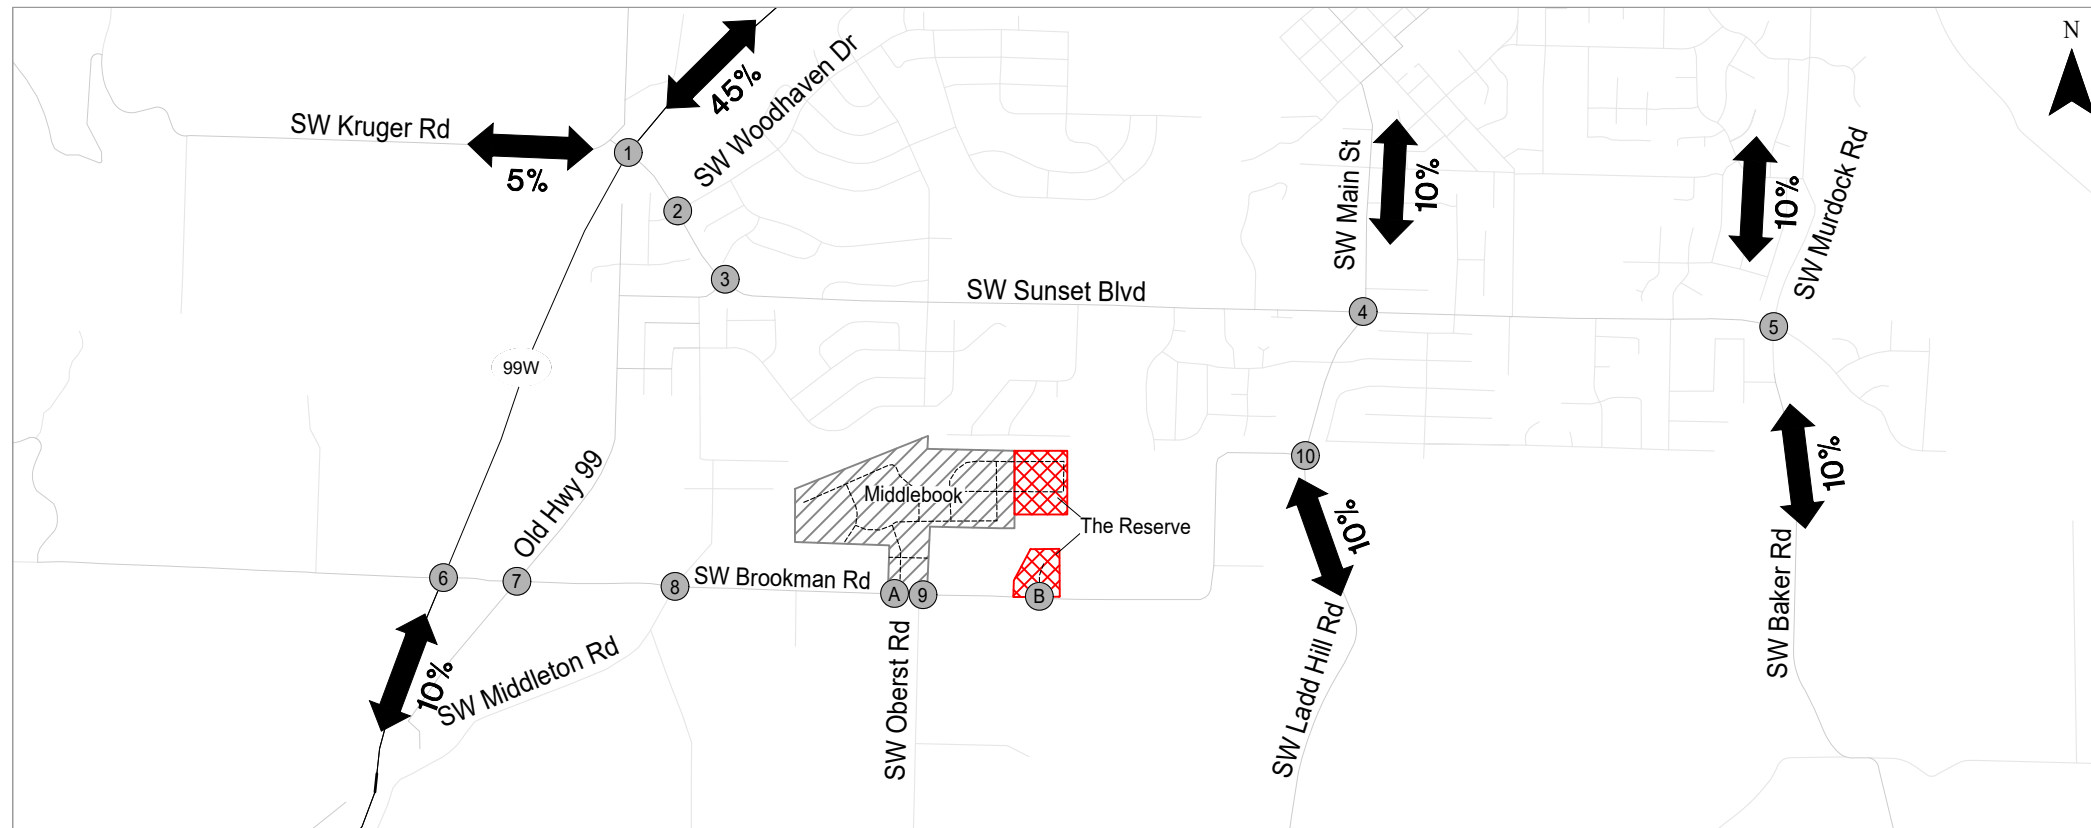 N
45%
SW Woodhaven Dr
SW Kruger Rd
5%
1
2
3
SW Main St
10%
10%
SW Murdock Rd
SW Sunset Blvd
4
5
99W
Old Hwy 99
10
10%
10%
Middlebook
The Reserve
6
7
8
SW Brookman Rd
A
9
B
10%
SW Middleton Rd
SW Oberst Rd
SW Ladd Hill Rd
SW Baker Rd